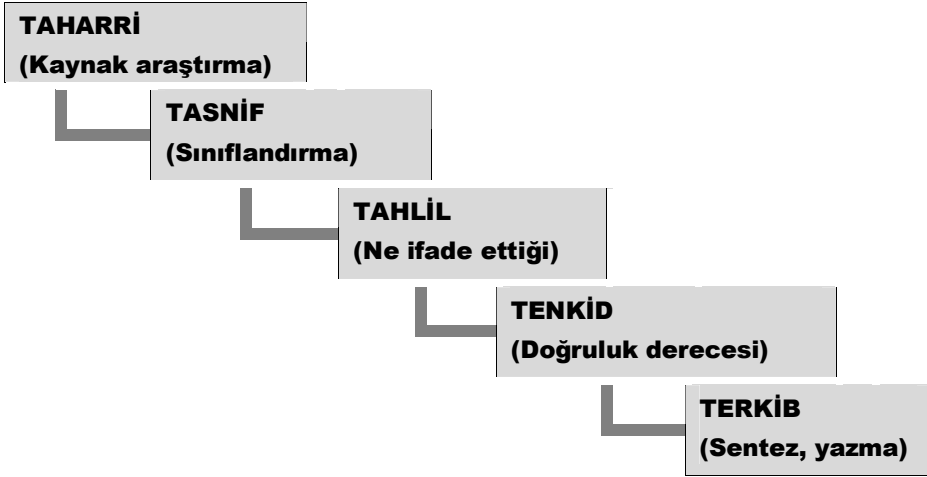 TAHARRİ
(Kaynak araştırma)
TASNİF
(Sınıflandırma)
TAHLİL
(Ne ifade ettiği)
TENKİD
(Doğruluk derecesi)
TERKİB
(Sentez, yazma)